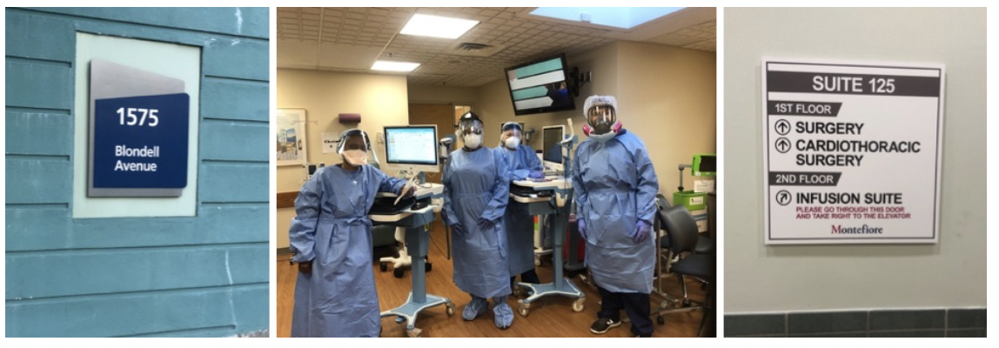 1575
Blondell
Avenue
SUITE 125
1ST FLOOR
SURGERY
CARDIOTHORACIC
SURGERY
2ND FLOOR
INFUSION SUITE
PLEASE GO THROUGH THIS DOOR
AND TAKE RIGHT TO THE ELEVATOR
Montefiore